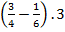 (3/4 − 1/6) . 3